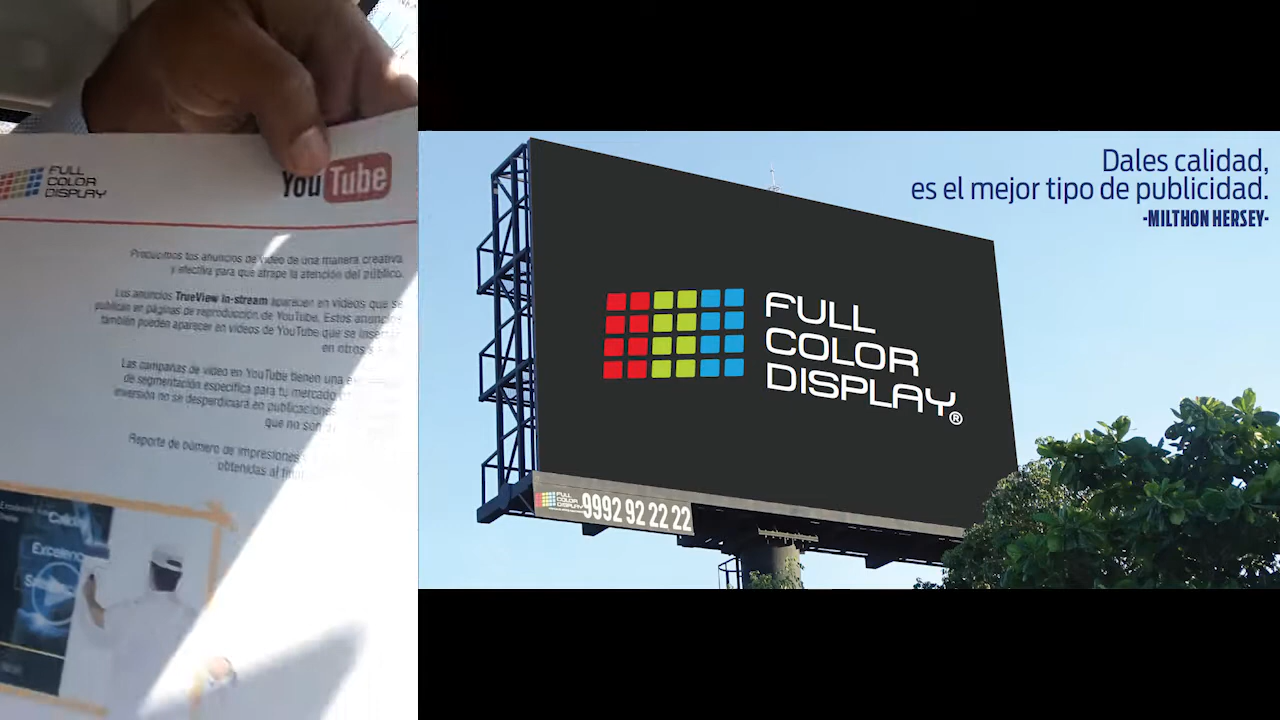 FULL
COLOR
DISPLAY
YouTube
Producimos tus anuncios de video de una manera creativa
y efectiva para que atrape la atención del público.
Los anuncios TrueView in-stream aparecer en videos que se
publican en páginas de reproducción de YouTube. Estos
también pueden aparecer en videos de YouTube que se
en otros
Las campañas de video en YouTube tienen una
de segmentación específica para tu mercado
inversión no se desperdiciará en publicaciones
que no son
Reporte de número de impresiones
obtenidas al
Dales calidad,
es el mejor tipo de publicidad.
-MILTHON HERSEY-
FULL
COLOR
DISPLAY®
FULL
COLOR
DISPLAY
9992 92 22 22